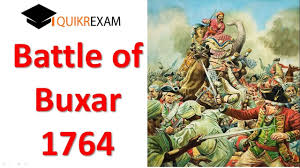 QUIKREXAM
Battle of
Buxar
1764